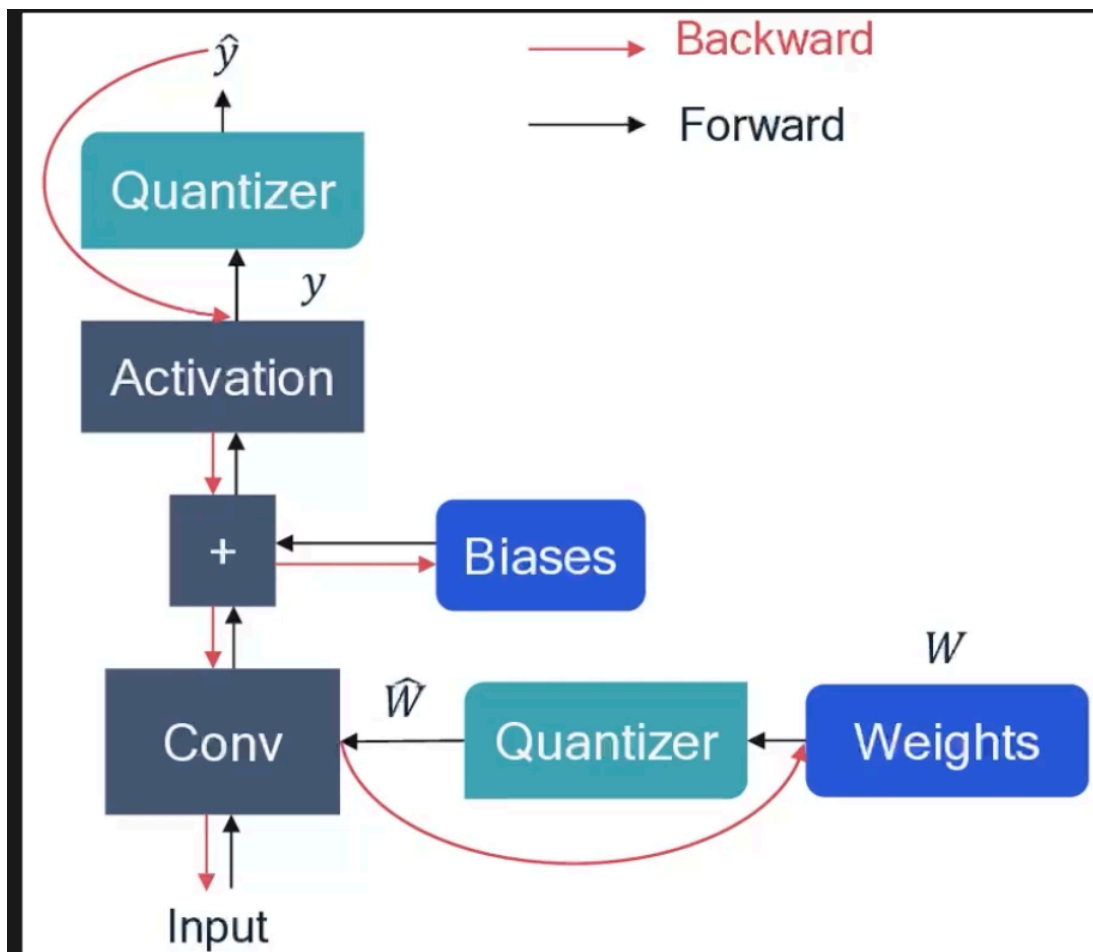 Backward
ŷ
Forward
Quantizer
y
Activation
+
Biases
W
Ŵ
Conv
Quantizer
Weights
Input